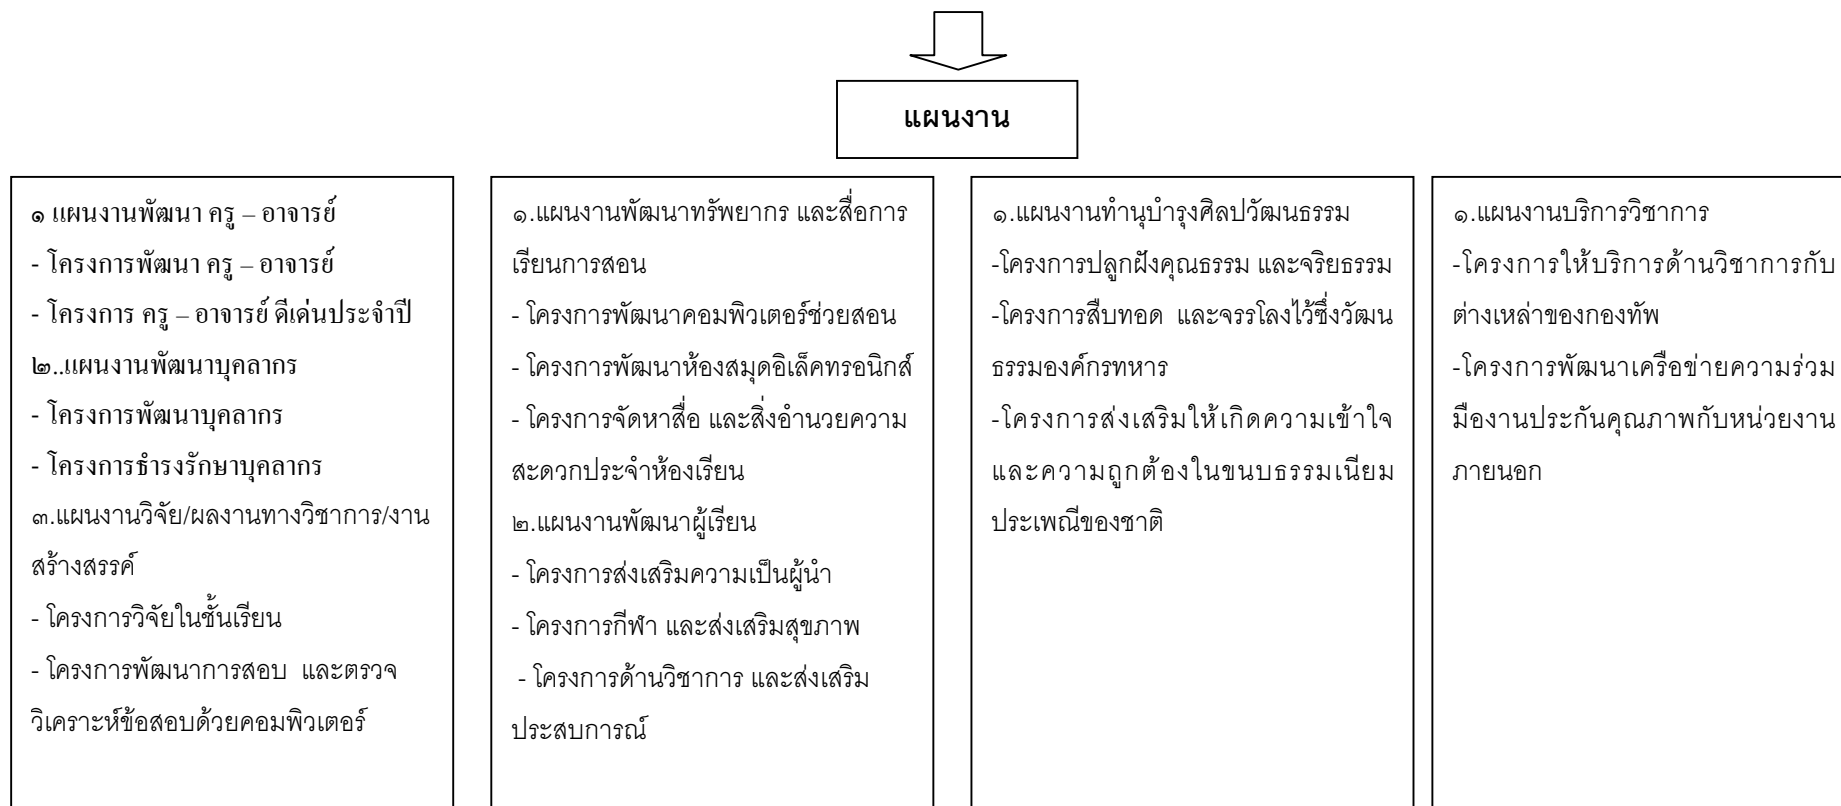 แผนงาน
๑ แผนงานพัฒนา ครู – อาจารย์
- โครงการพัฒนา ครู – อาจารย์
- โครงการ ครู – อาจารย์ ดีเด่นประจำปี
๒..แผนงานพัฒนาบุคลากร
- โครงการพัฒนาบุคลากร
- โครงการธำรงรักษาบุคลากร
๓.แผนงานวิจัย/ผลงานทางวิชาการ/งาน
สร้างสรรค์
- โครงการวิจัยในชั้นเรียน
- โครงการพัฒนาการสอบ และตรวจ
วิเคราะห์ข้อสอบด้วยคอมพิวเตอร์
๑.แผนงานพัฒนาทรัพยากร และสื่อการ
เรียนการสอน
- โครงการพัฒนาคอมพิวเตอร์ช่วยสอน
- โครงการพัฒนาห้องสมุดอิเล็คทรอนิกส์
- โครงการจัดหาสื่อ และสิ่งอำนวยความ
สะดวกประจำห้องเรียน
๒.แผนงานพัฒนาผู้เรียน
- โครงการส่งเสริมความเป็นผู้นำ
- โครงการกีฬา และส่งเสริมสุขภาพ
- โครงการด้านวิชาการ และส่งเสริม
ประสบการณ์
๑.แผนงานทำนุบำรุงศิลปวัฒนธรรม
-โครงการปลูกฝังคุณธรรม และจริยธรรม
-โครงการสืบทอด และจรรโลงไว้ซึ่งวัฒน
ธรรมองค์กรทหาร
-โครงการส่งเสริมให้เกิดความเข้าใจ
และความถูกต้องในขนบธรรมเนียม
ประเพณีของชาติ
๑.แผนงานบริการวิชาการ
-โครงการให้บริการด้านวิชาการกับ
ต่างเหล่าของกองทัพ
-โครงการพัฒนาเครือข่ายความร่วม
มืองานประกันคุณภาพกับหน่วยงาน
ภายนอก